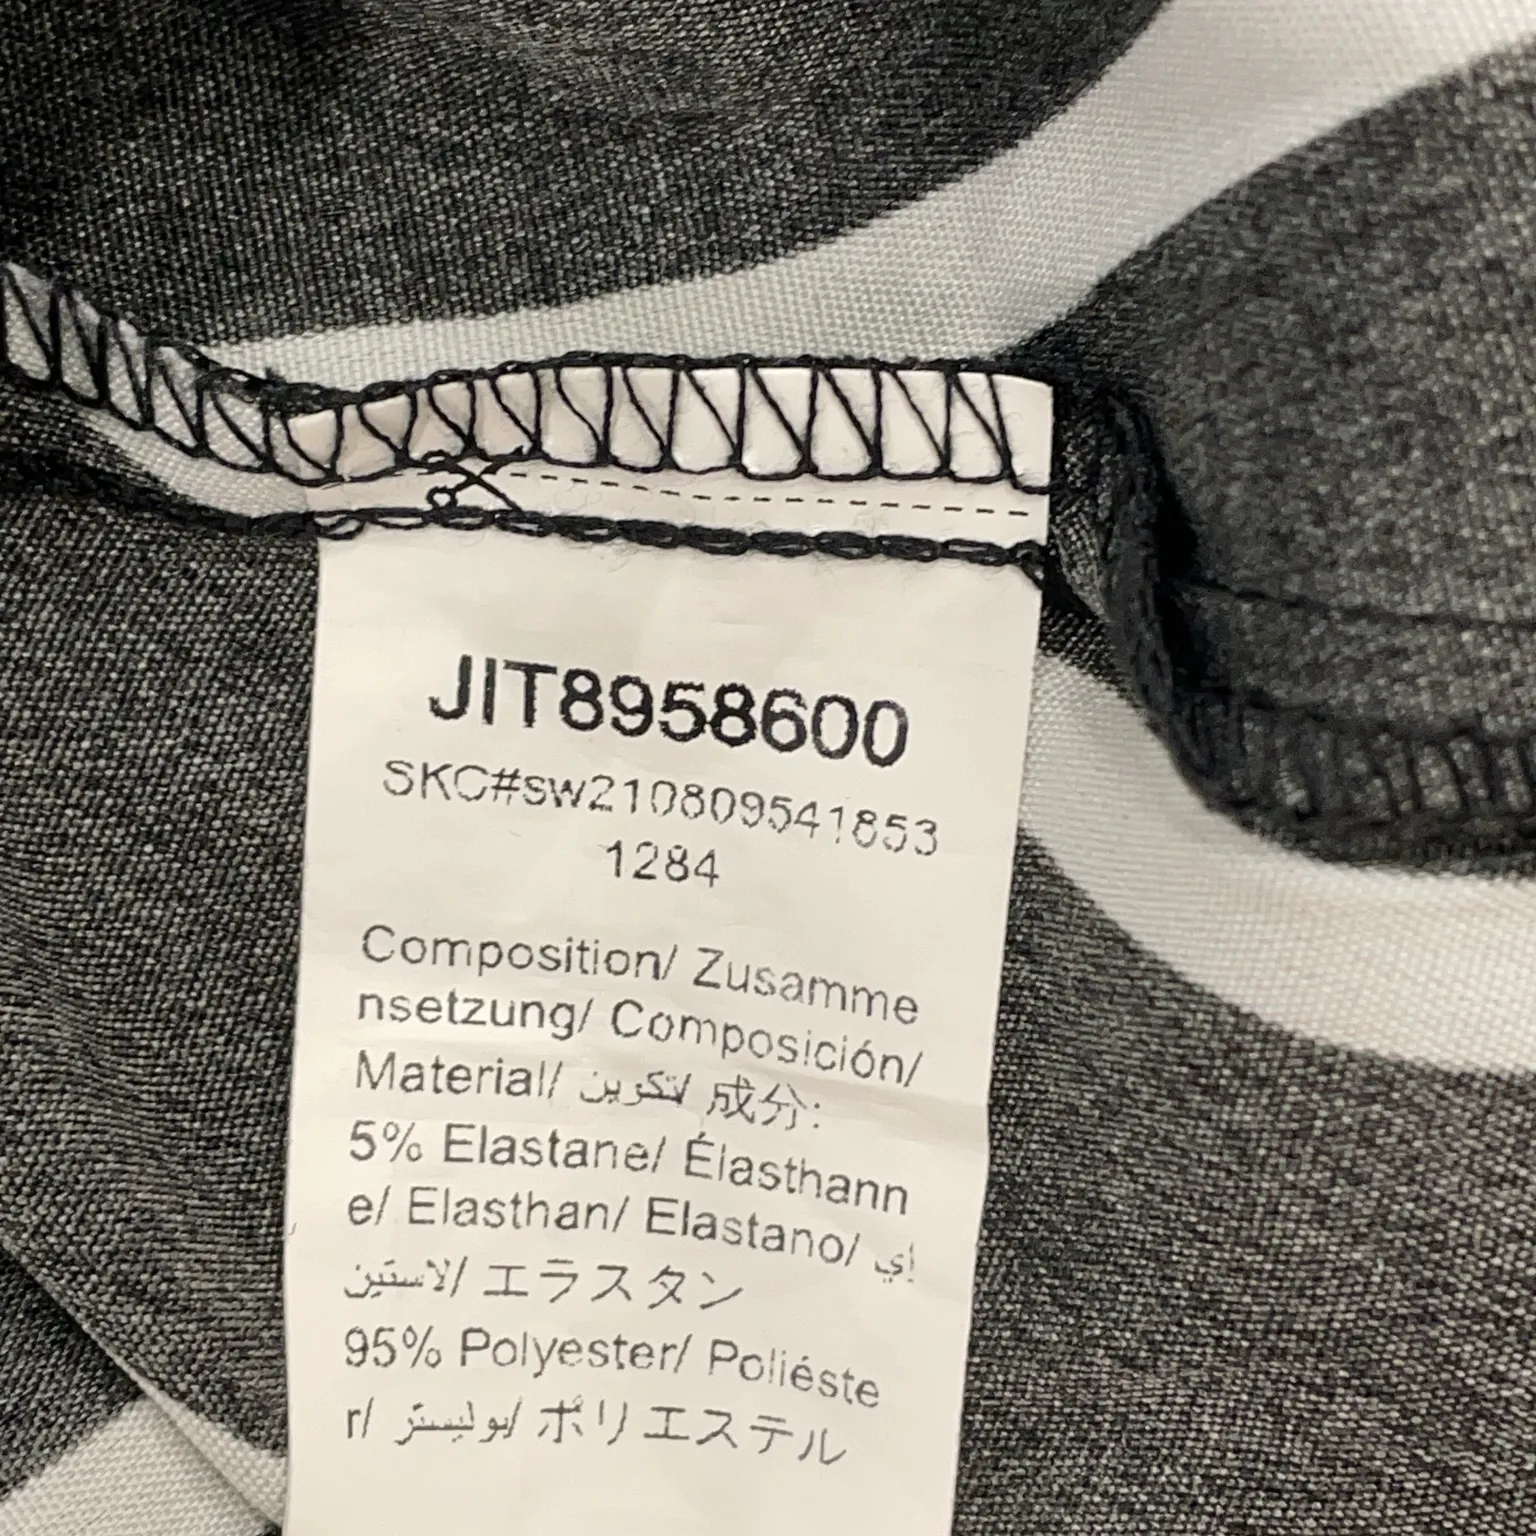 JIT8958600
SKC#sw210809541853
1284
Composition/ Zusamme
nsetzung/ Composición/
Material/ تكوين/ 成分:
5% Elastane/ Élasthann
e/ Elasthan/ Elastano/ إي
لاستين/ エラスタン
95% Polyester/ Poliéste
r/ بوليستر/ ポリエステル